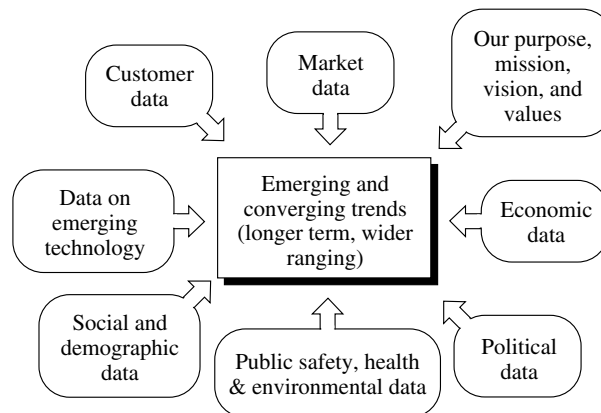 Customer
data
Market
data
Our purpose,
mission,
vision, and
values
Data on
emerging
technology
Emerging and
converging trends
(longer term, wider
ranging)
Economic
data
Social and
demographic
data
Public safety, health
& environmental data
Political
data